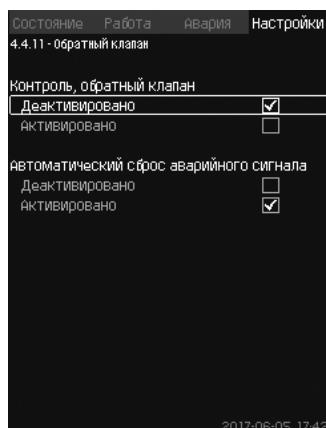 Состояние Работа Авария Настройки
4.4.11 - Обратный клапан
Контроль, обратный клапан
Деактивировано
Активировано
Автоматический сброс аварийного сигнала
Деактивировано
Активировано
2017-06-05 17:43